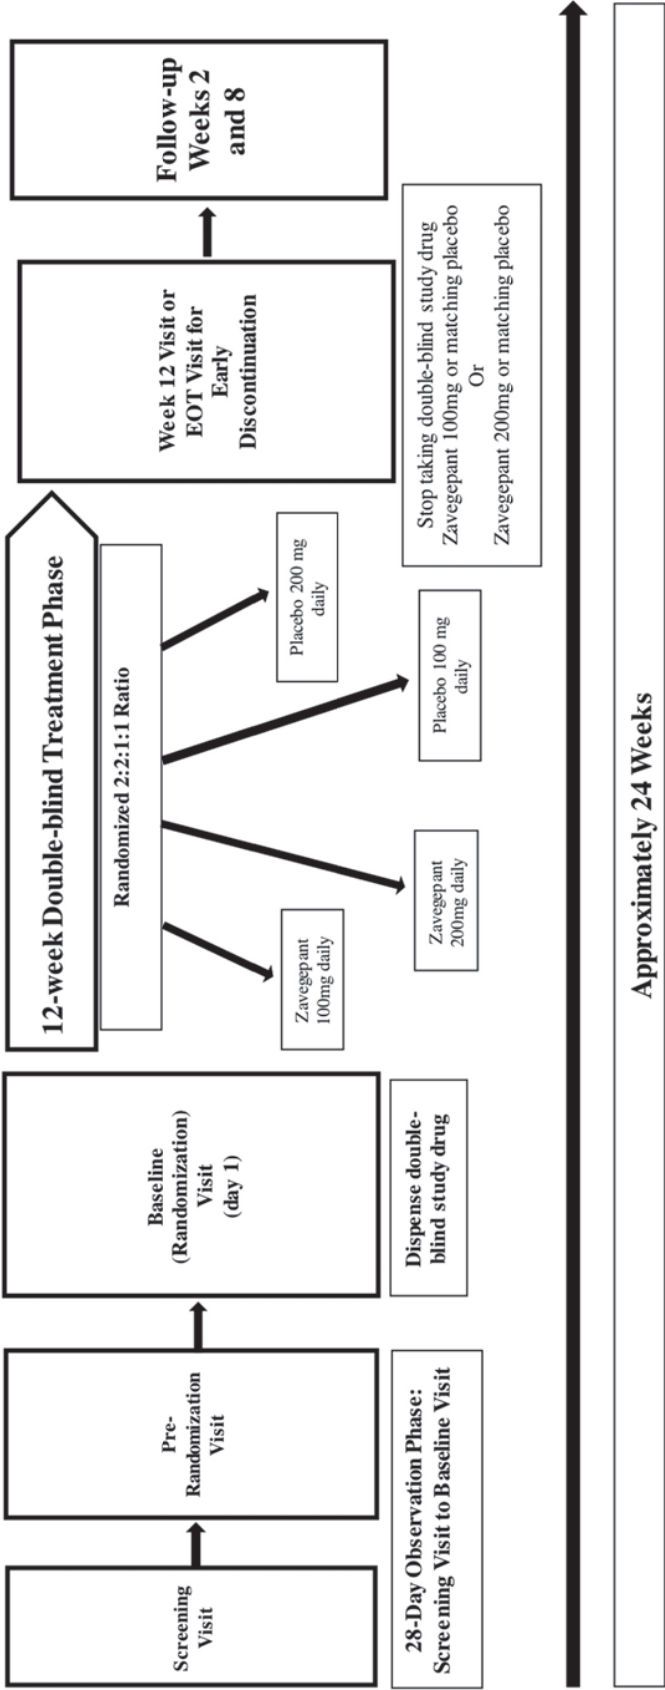 Screening
Visit
28-Day Observation Phase:
Screening Visit to Baseline Visit
Pre-
Randomization
Visit
Baseline
(Randomization)
Visit
(day 1)
Dispense double-
blind study drug
12-week Double-blind Treatment Phase
Randomized 2:2:1:1 Ratio
Zavegepant
100mg daily
Zavegepant
200mg daily
Placebo 100 mg
daily
Placebo 200 mg
daily
Week 12 Visit or
EOT Visit for
Early
Discontinuation
Stop taking double-blind study drug
Zavegepant 100mg or matching placebo
Or
Zavegepant 200mg or matching placebo
Follow-up
Weeks 2
and 8
Approximately 24 Weeks